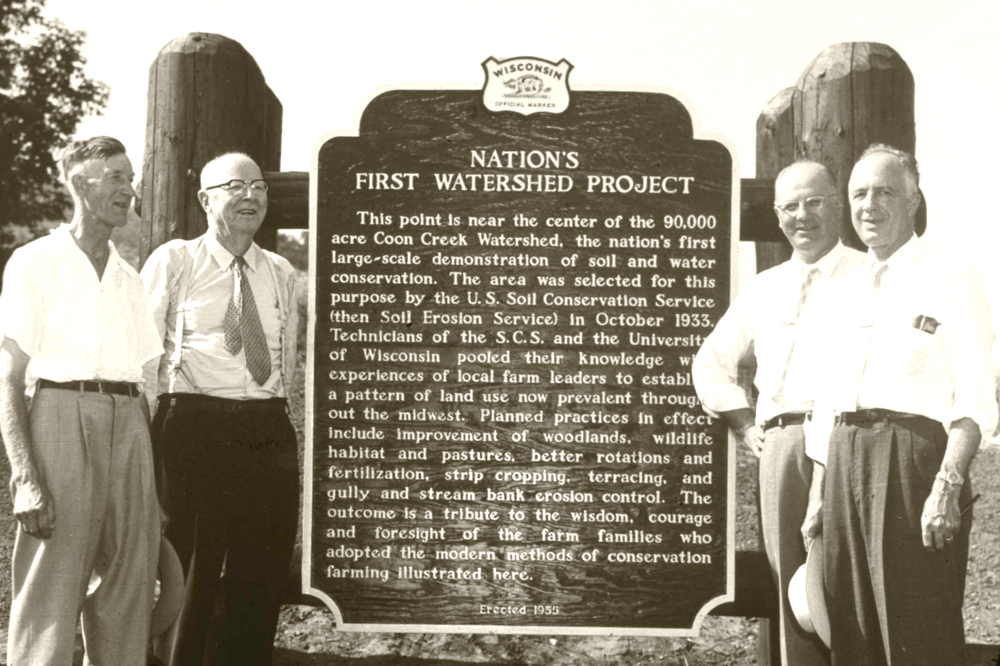 WISCONSIN
OFFICIAL MARKER
NATION'S
FIRST WATERSHED PROJECT
This point is near the center of the 90,000
acre Coon Creek Watershed, the nation's first
large-scale demonstration of soil and water
conservation. The area was selected for this
purpose by the U.S. Soil Conservation Service
(then Soil Erosion Service) in October 1933.
Technicians of the S.C.S. and the Universit
of Wisconsin pooled their knowledge wi
experiences of local farm leaders to establ
a pattern of land use now prevalent throug
out the midwest. Planned practices in effect
include improvement of woodlands, wildlife
habitat and pastures, better rotations and
fertilization, strip cropping, terracing, and
gully and stream bank erosion control. The
outcome is a tribute to the wisdom, courage
and foresight of the farm families who
adopted the modern methods of conservation
farming illustrated here.
Erected 1955